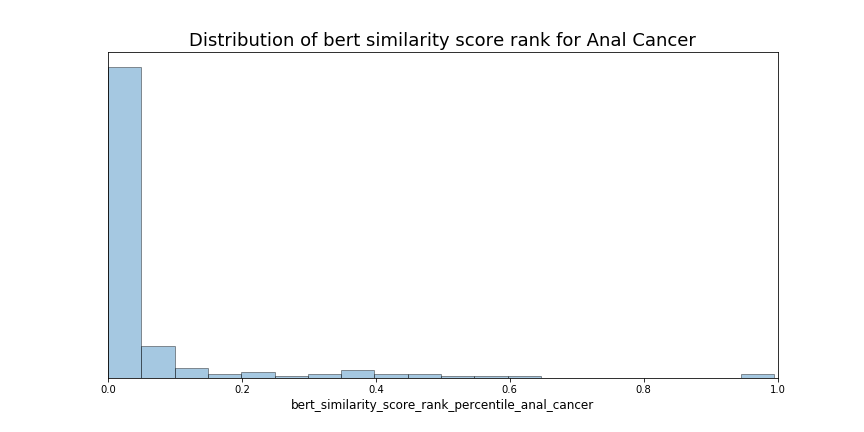 Distribution of bert similarity score rank for Anal Cancer
0.0 0.2 0.4 0.6 0.8 1.0
bert_similarity_score_rank_percentile_anal_cancer